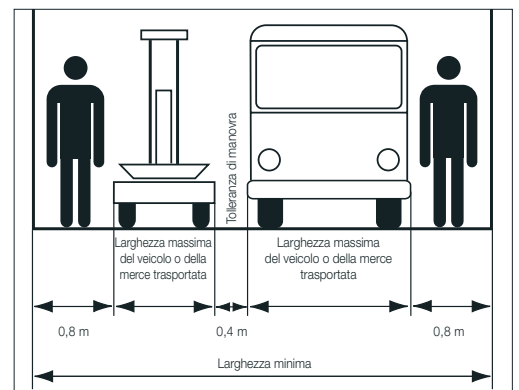 Tolleranza di manovra
Larghezza massima
del veicolo o della
merce trasportata
Larghezza massima
del veicolo o della merce
trasportata
0,8 m
0,4 m
0,8 m
Larghezza minima